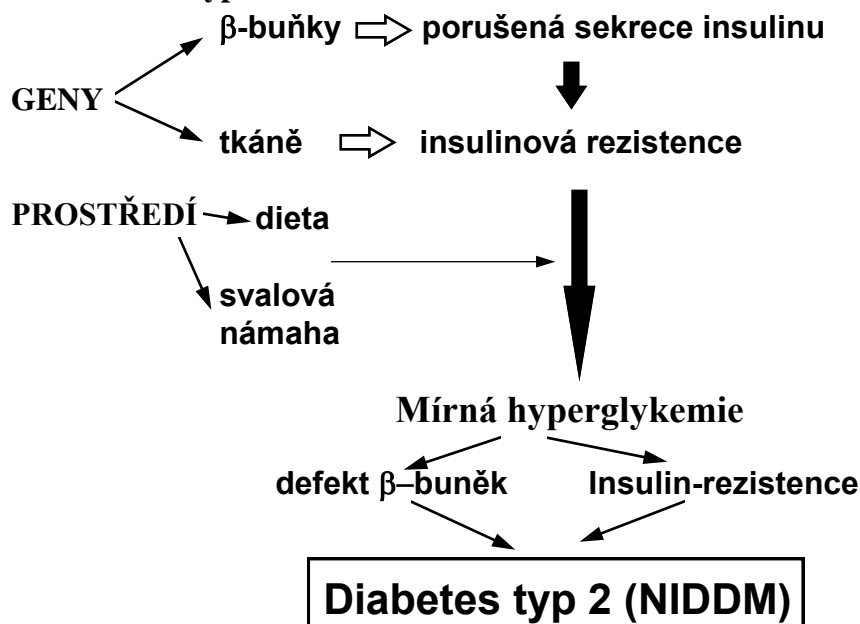 yp
β-buňky porušená sekrece insulinu
GENY
tkáně insulinová rezistence
PROSTŘEDÍ dieta
svalová
námaha
Mírná hyperglykemie
defekt β–buněk Insulin-rezistence
Diabetes typ 2 (NIDDM)